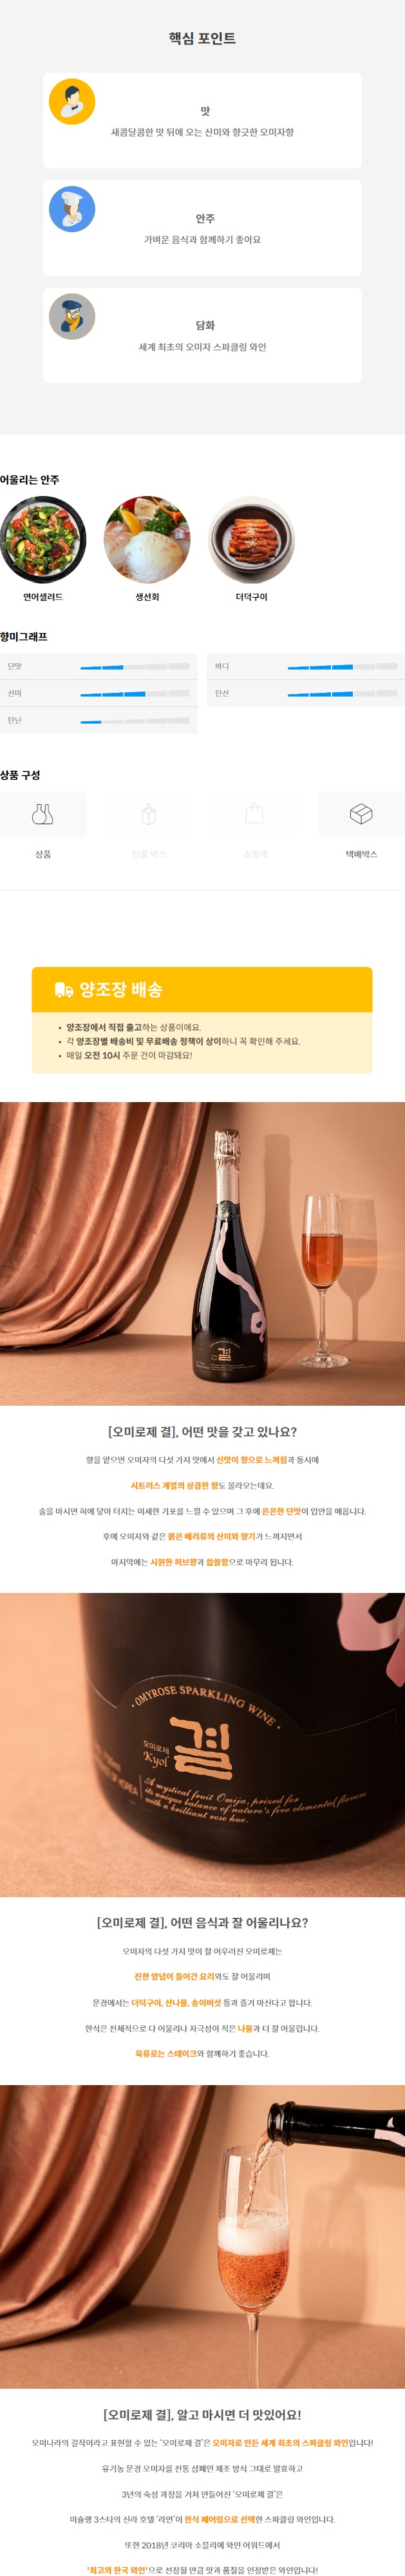 핵심 포인트
맛
새콤달콤한 맛 뒤에 오는 산미와 향긋한 오미자향
안주
가벼운 음식과 함께하기 좋아요
담화
세계 최초의 오미자 스파클링 와인
어울리는 안주
연어샐러드
생선회
더덕구이
향미그래프
단맛
바디
산미
탄산
탄닌
상품 구성
상품
단품 박스
쇼핑백
택배박스
양조장 배송
• 양조장에서 직접 출고하는 상품이에요.
• 각 양조장별 배송비 및 무료배송 정책이 상이하니 꼭 확인해 주세요.
• 매일 오전 10시 주문 건이 마감돼요!
결
[오미로제 결], 어떤 맛을 갖고 있나요?
향을 맡으면 오미자의 다섯 가지 맛에서 신맛이 향으로 느껴짐과 동시에
시트러스 계열의 상큼한 향도 올라오는데요.
술을 마시면 혀에 닿아 터지는 미세한 기포를 느낄 수 있으며 그 후에 은은한 단맛이 입안을 메웁니다.
후에 오미자와 같은 붉은 베리류의 산미와 향기가 느껴지면서
마지막에는 시원한 허브향과 씁쓸함으로 마무리 됩니다.
· OMYROSE SPARKLING WINE ·
오미로제
결
Kyol
A mystical fruit Omija, prized for
its unique balance of nature's five elemental flavors
with a brilliant rose hue.
[오미로제 결], 어떤 음식과 잘 어울리나요?
오미자의 다섯 가지 맛이 잘 어우러진 오미로제는
진한 양념이 들어간 요리와도 잘 어울리며
문경에서는 더덕구이, 산나물, 송이버섯 등과 즐겨 마신다고 합니다.
한식은 전체적으로 다 어울리나 자극성이 적은 나물과 더 잘 어울립니다.
육류로는 스테이크와 함께하기 좋습니다.
[오미로제 결], 알고 마시면 더 맛있어요!
오미나라의 걸작이라고 표현할 수 있는 '오미로제 결'은 오미자로 만든 세계 최초의 스파클링 와인입니다!
유기농 문경 오미자를 전통 샴페인 제조 방식 그대로 발효하고
3년의 숙성 과정을 거쳐 만들어진 '오미로제 결'은
미슐랭 3스타의 신라 호텔 '라연'이 한식 페어링으로 선택한 스파클링 와인입니다.
또한 2018년 코리아 소믈리에 와인 어워드에서
'최고의 한국 와인'으로 선정될 만큼 맛과 품질을 인정받은 와인입니다!